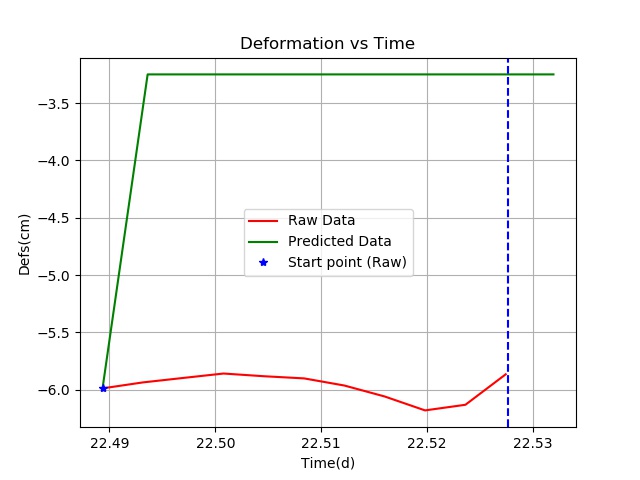 Deformation vs Time
Defs(cm)
−3.5
−4.0
−4.5
−5.0
−5.5
−6.0
Raw Data
Predicted Data
Start point (Raw)
22.49 22.50 22.51 22.52 22.53
Time(d)